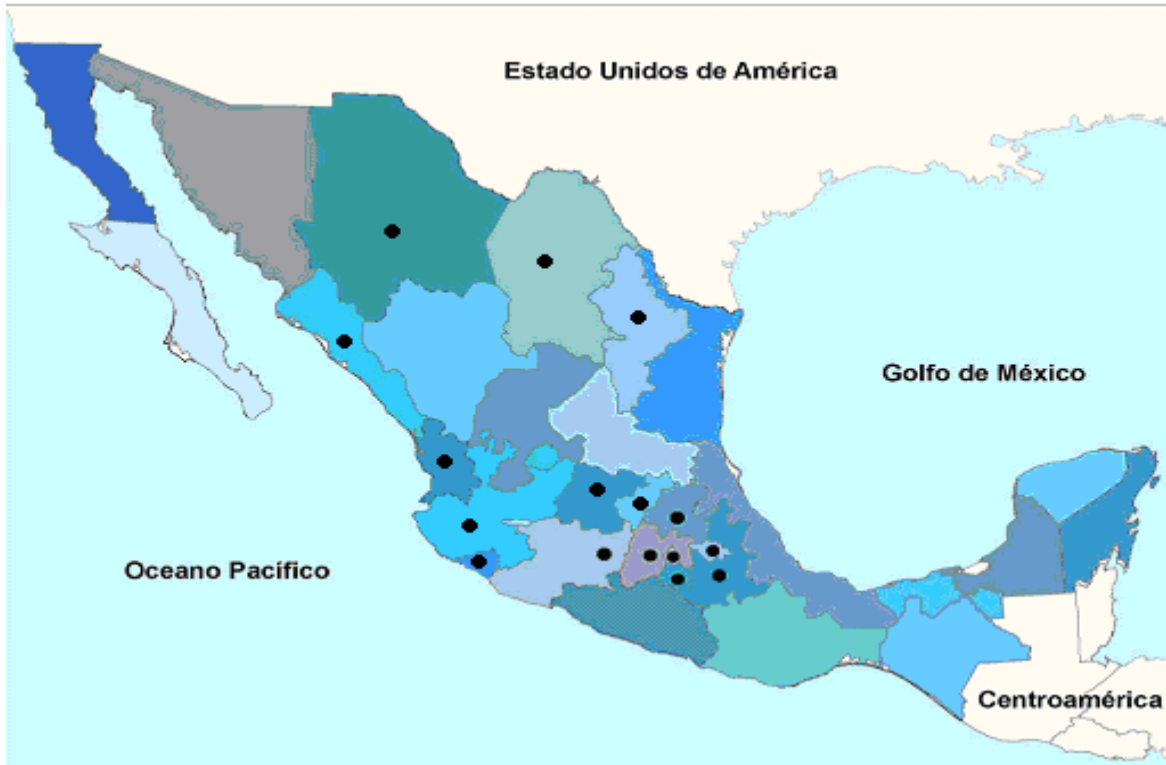 Estado Unidos de América
Golfo de México
Oceano Pacífico
Centroamérica